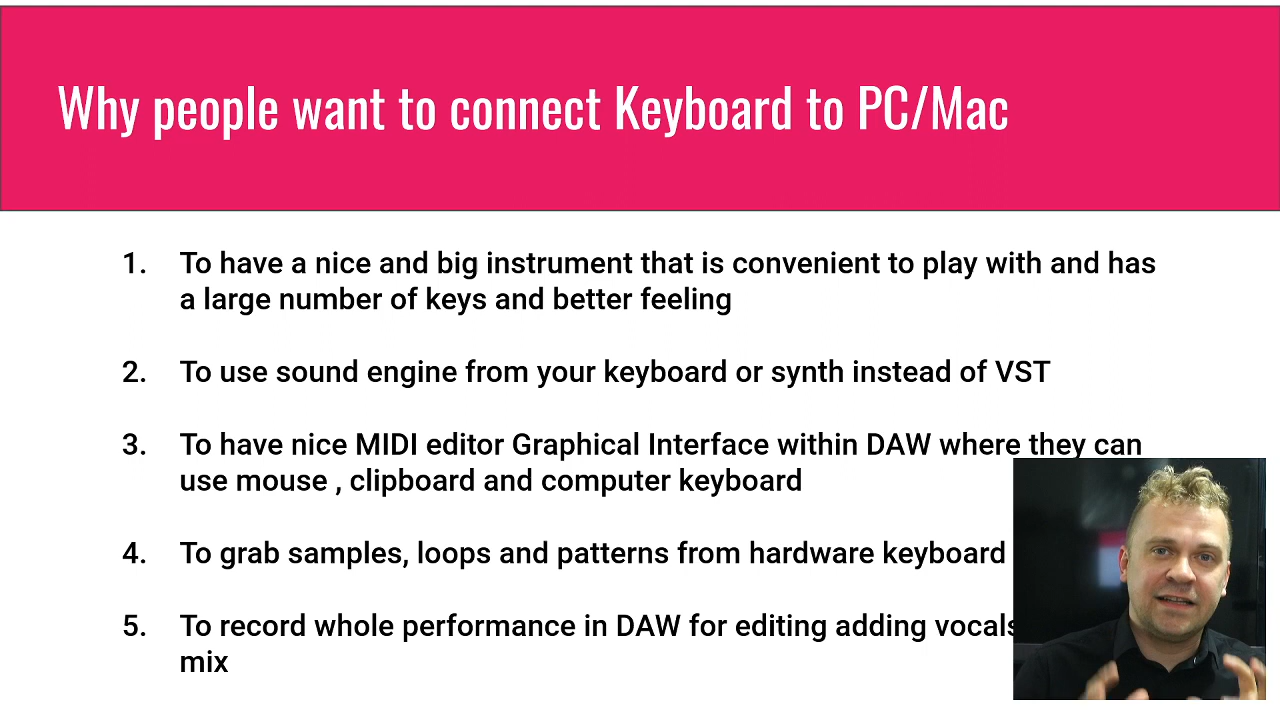 Why people want to connect Keyboard to PC/Mac
1. To have a nice and big instrument that is convenient to play with and has
a large number of keys and better feeling
2. To use sound engine from your keyboard or synth instead of VST
3. To have nice MIDI editor Graphical Interface within DAW where they can
use mouse , clipboard and computer keyboard
4. To grab samples, loops and patterns from hardware keyboard
5. To record whole performance in DAW for editing adding vocals
mix